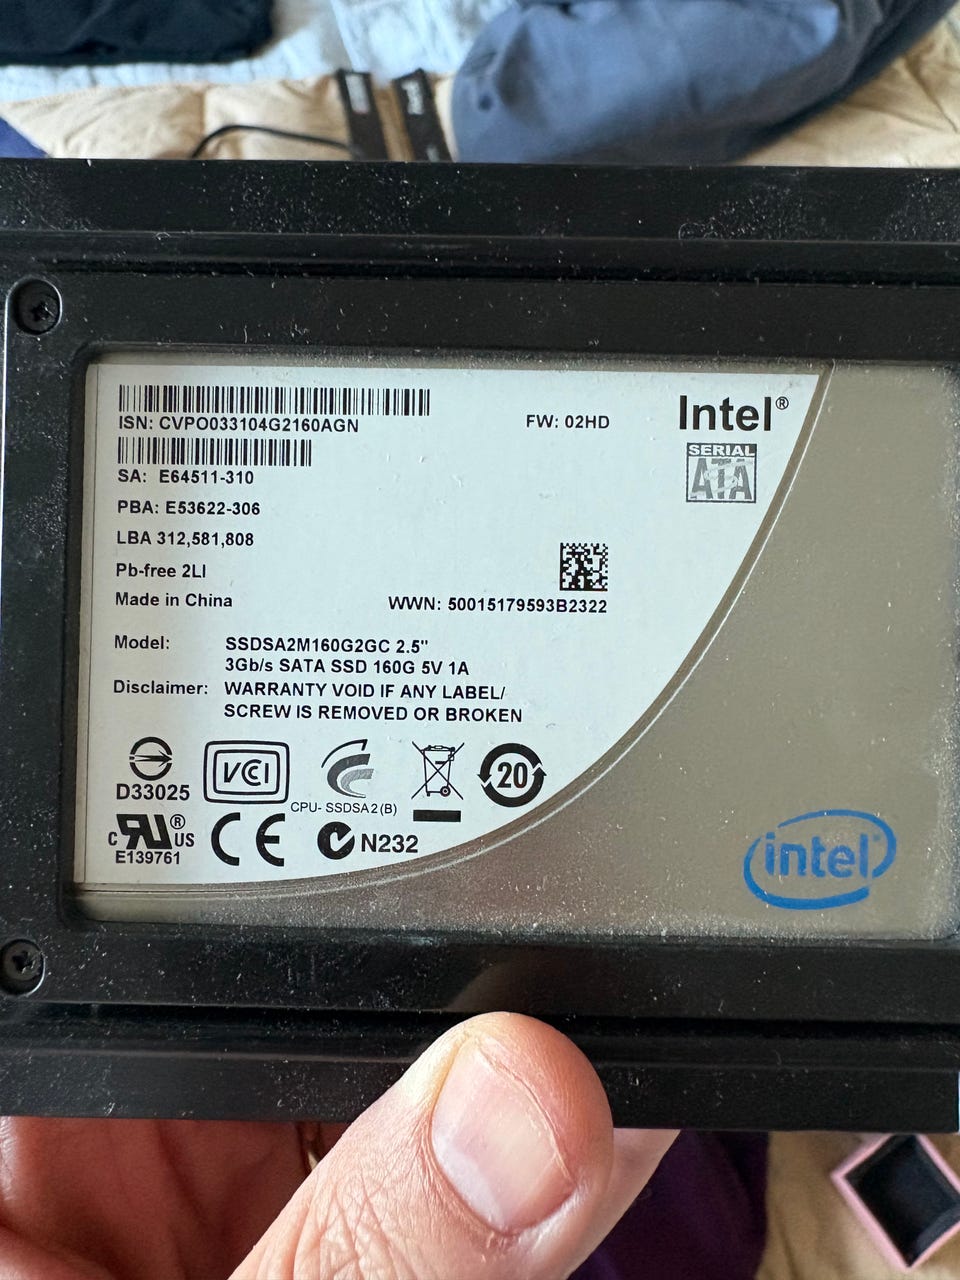 ISN: CVPO033104G2160AGN
FW: 02HD
Intel®
SERIAL
ATA
SA: E64511-310
PBA: E53622-306
LBA 312,581,808
Pb-free 2LI
Made in China
WWN: 50015179593B2322
Model: SSDSA2M160G2GC 2.5"
3Gb/s SATA SSD 160G 5V 1A
Disclaimer: WARRANTY VOID IF ANY LABEL/
SCREW IS REMOVED OR BROKEN
D33025
VCI
CPU- SSDSA2(B)
20
c RU® US
E139761
CE
N232
intel®